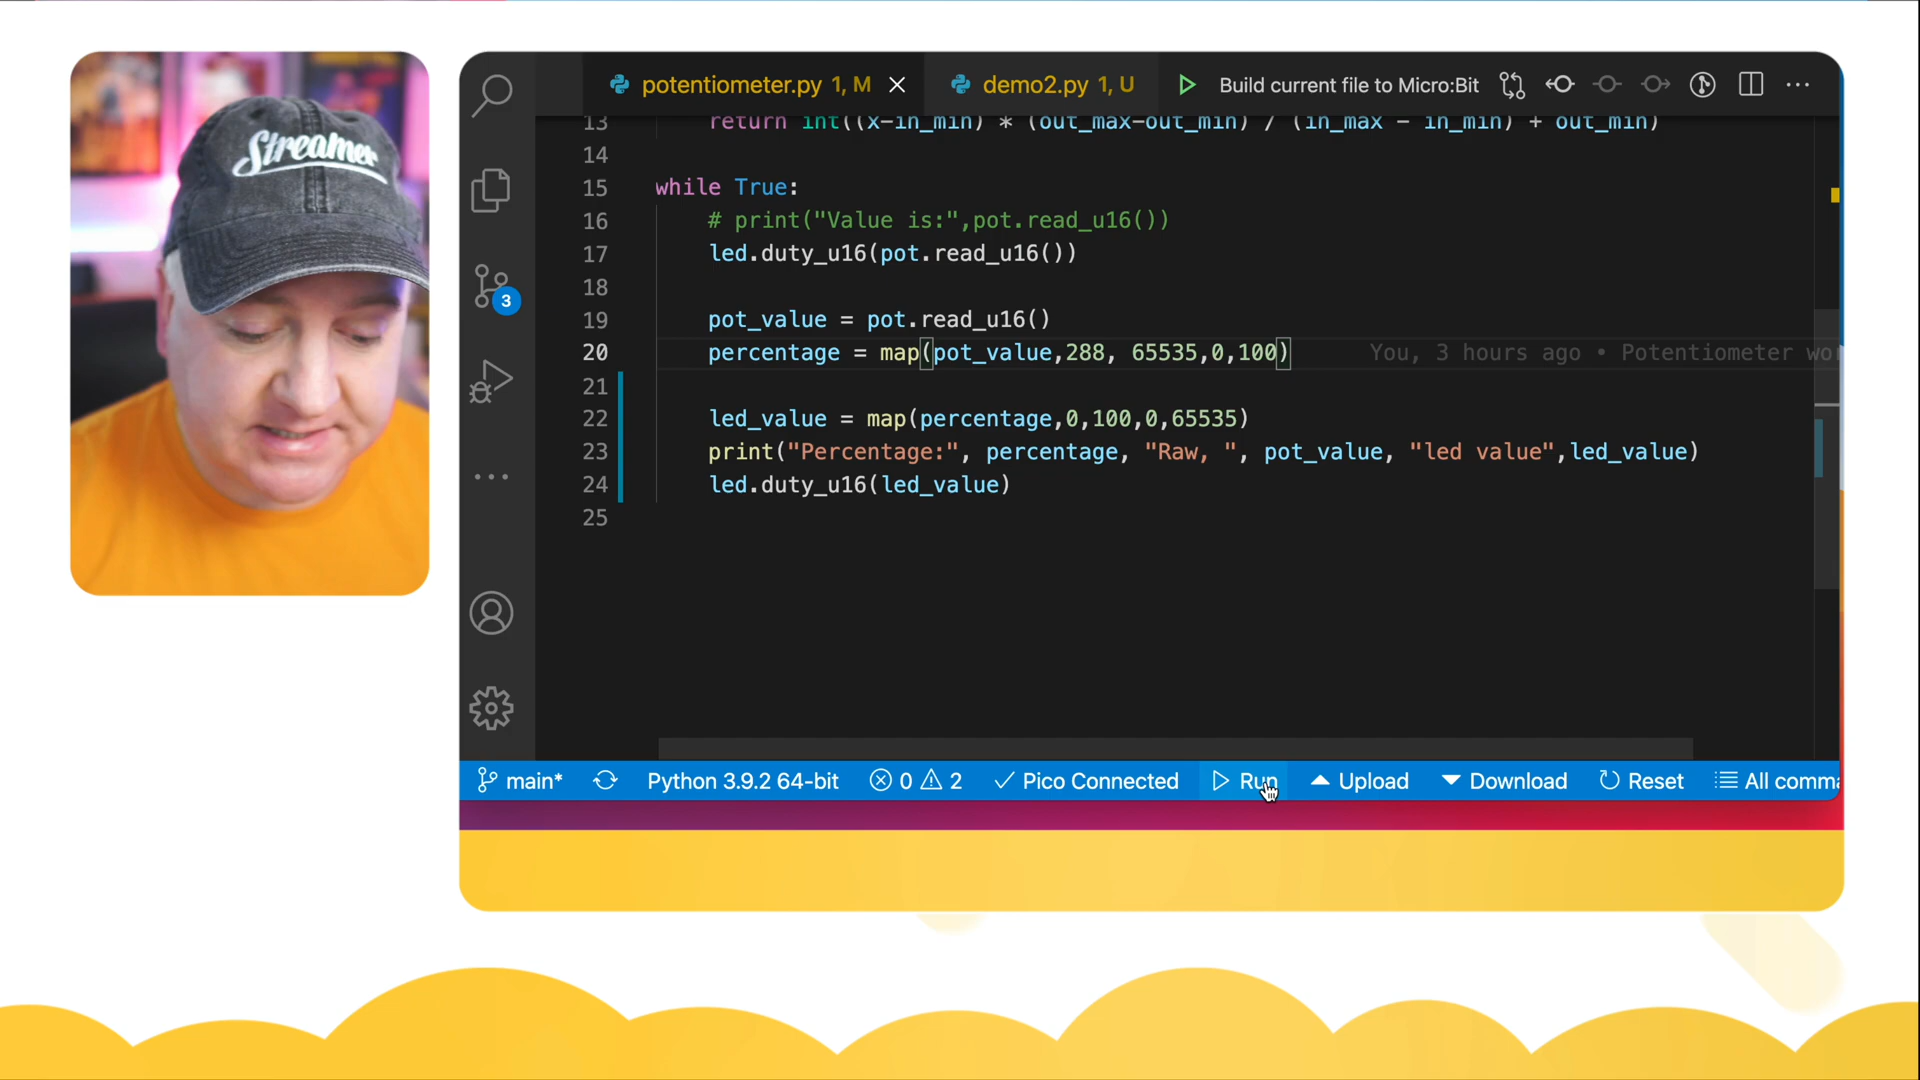 Streamer
potentiometer.py 1, M
demo2.py 1, U
Build current file to Micro:Bit
13 return int((x-in_min) * (out_max-out_min) / (in_max - in_min) + out_min)
14
15 while True:
16 # print("Value is:",pot.read_u16())
17 led.duty_u16(pot.read_u16())
18
19 pot_value = pot.read_u16()
20 percentage = map(pot_value,288, 65535,0,100) You, 3 hours ago • Potentiometer wo
21
22 led_value = map(percentage,0,100,0,65535)
23 print("Percentage:", percentage, "Raw, ", pot_value, "led value",led_value)
24 led.duty_u16(led_value)
25
3
main* Python 3.9.2 64-bit 0 2 Pico Connected Run Upload Download Reset All comma